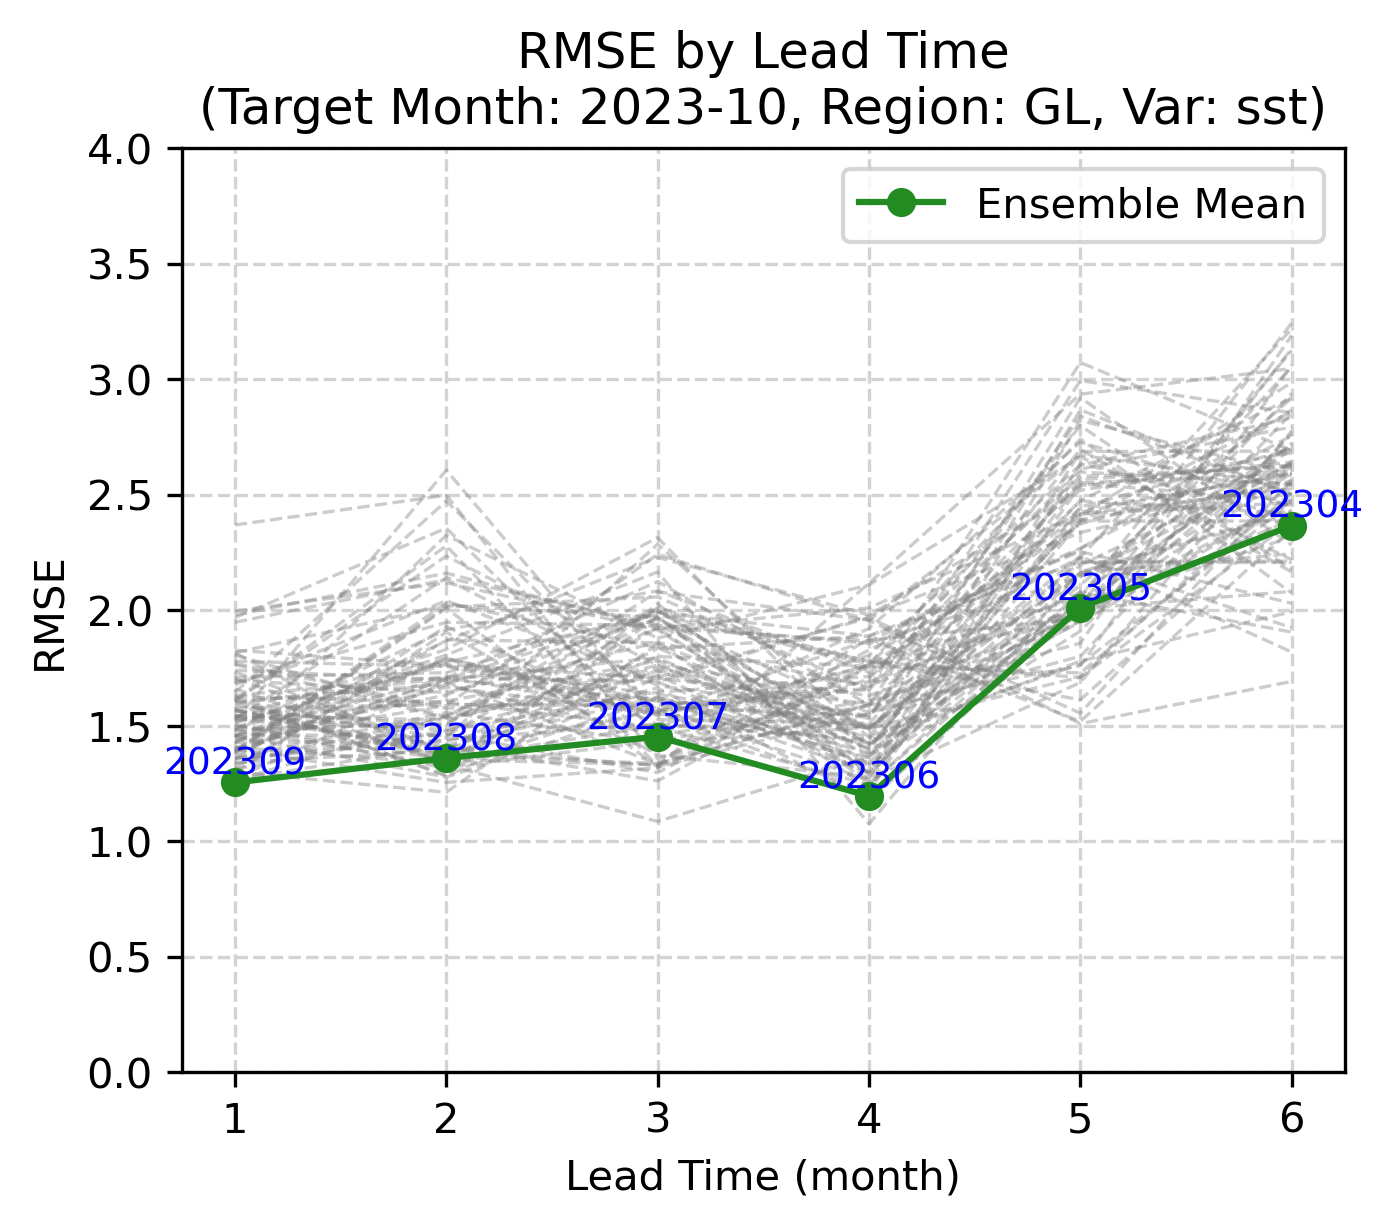 RMSE by Lead Time
(Target Month: 2023-10, Region: GL, Var: sst)
4.0
3.5
3.0
2.5
2.0
1.5
1.0
0.5
0.0
RMSE
Ensemble Mean
202309
202308
202307
202306
202305
202304
1 2 3 4 5 6
Lead Time (month)